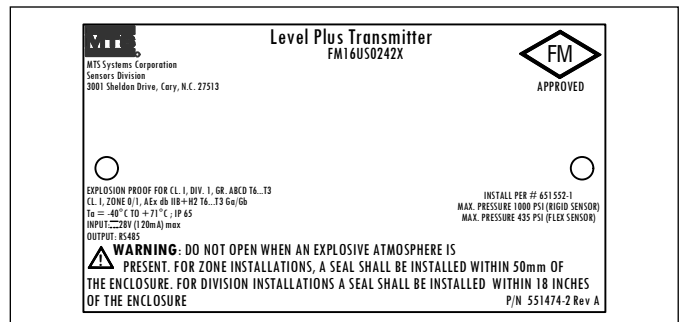 MTS
Level Plus Transmitter
FM16US0242X
FM
APPROVED
MTS Systems Corporation
Sensors Division
3001 Sheldon Drive, Cary, N.C. 27513
EXPLOSION PROOF FOR CL. I, DIV. 1, GR. ABCD T6...T3
CL. I, ZONE 0/1, AEx db IIB+H2 T6...T3 Ga/Gb
Ta = -40°C TO +71°C ; IP 65
INPUT:⎓28V (120mA) max
OUTPUT: RS485
INSTALL PER # 651552-1
MAX. PRESSURE 1000 PSI (RIGID SENSOR)
MAX. PRESSURE 435 PSI (FLEX SENSOR)
WARNING: DO NOT OPEN WHEN AN EXPLOSIVE ATMOSPHERE IS
PRESENT. FOR ZONE INSTALLATIONS, A SEAL SHALL BE INSTALLED WITHIN 50mm OF
THE ENCLOSURE. FOR DIVISION INSTALLATIONS A SEAL SHALL BE INSTALLED WITHIN 18 INCHES
OF THE ENCLOSURE
P/N 551474-2 Rev A